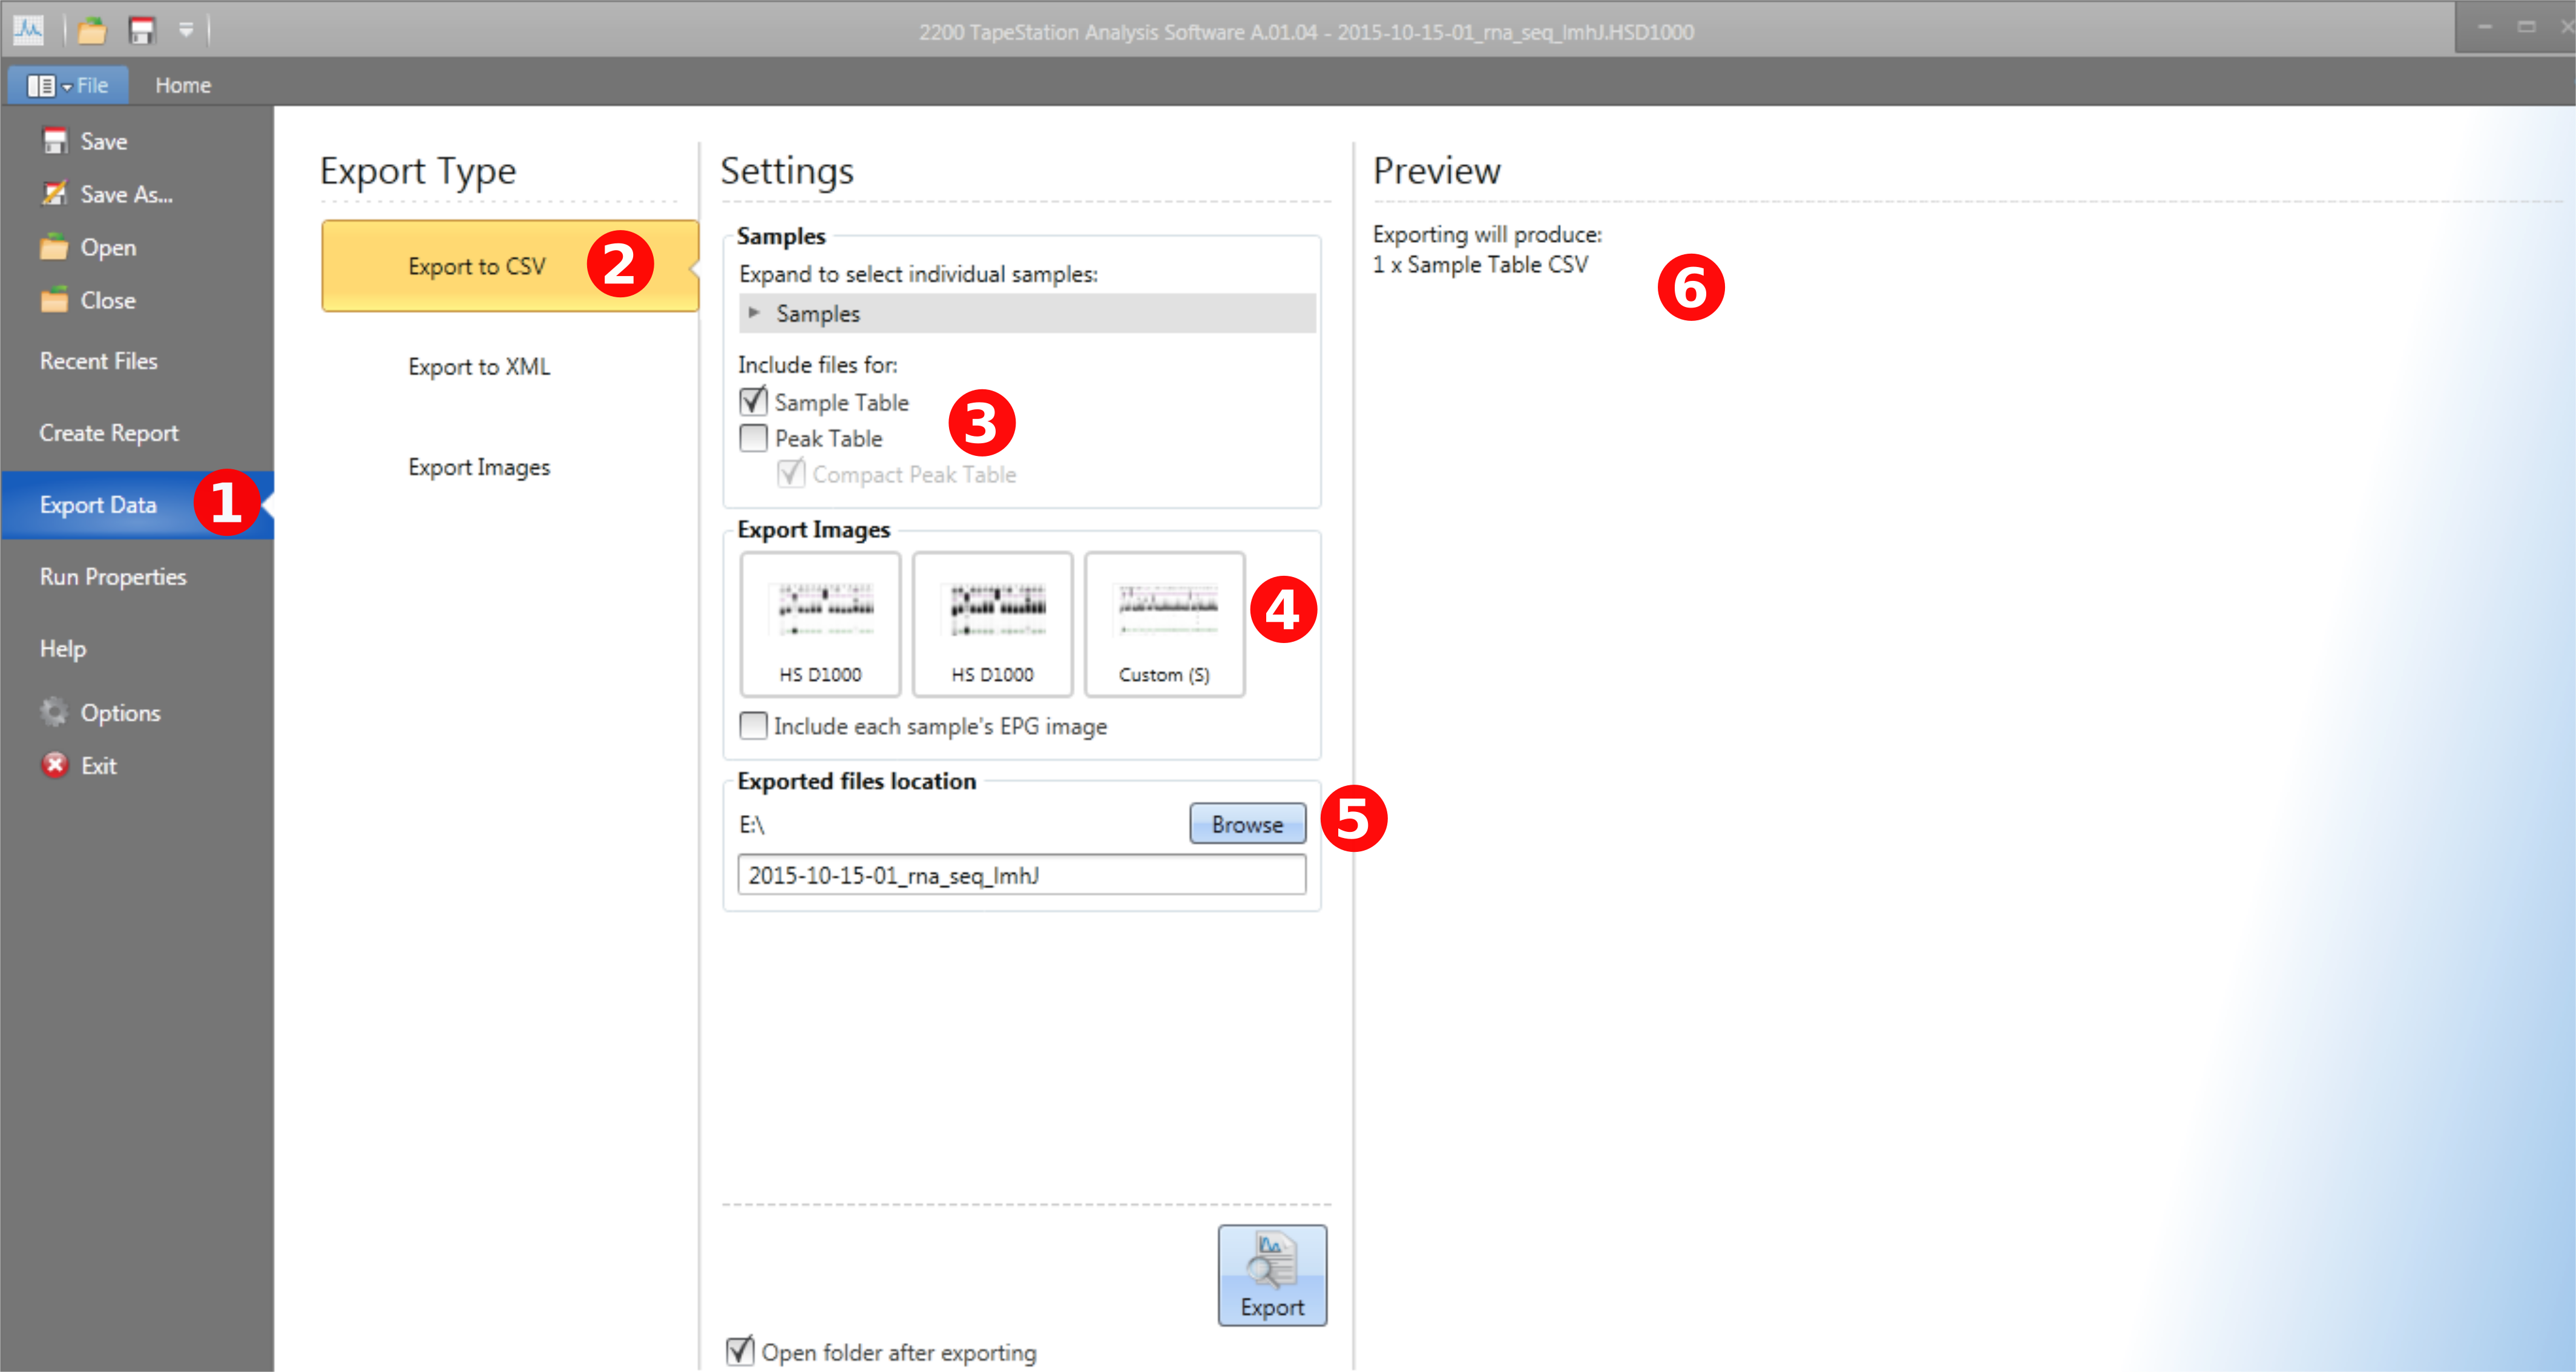 2200 TapeStation Analysis Software A.01.04 - 2015-10-15-01_rna_seq_lmhJ.HSD1000
File
Home
Save
Save As...
Open
Close
Recent Files
Create Report
Export Data
1
Run Properties
Help
Options
Exit
Export Type
Export to CSV
2
Export to XML
Export Images
Settings
Samples
Expand to select individual samples:
Samples
Include files for:
Sample Table
Peak Table
3
Compact Peak Table
Export Images
HS D1000
HS D1000
Custom (S)
4
Include each sample's EPG image
Exported files location
E:\
Browse
5
2015-10-15-01_rna_seq_lmhJ
Export
Open folder after exporting
Preview
Exporting will produce:
1 x Sample Table CSV
6